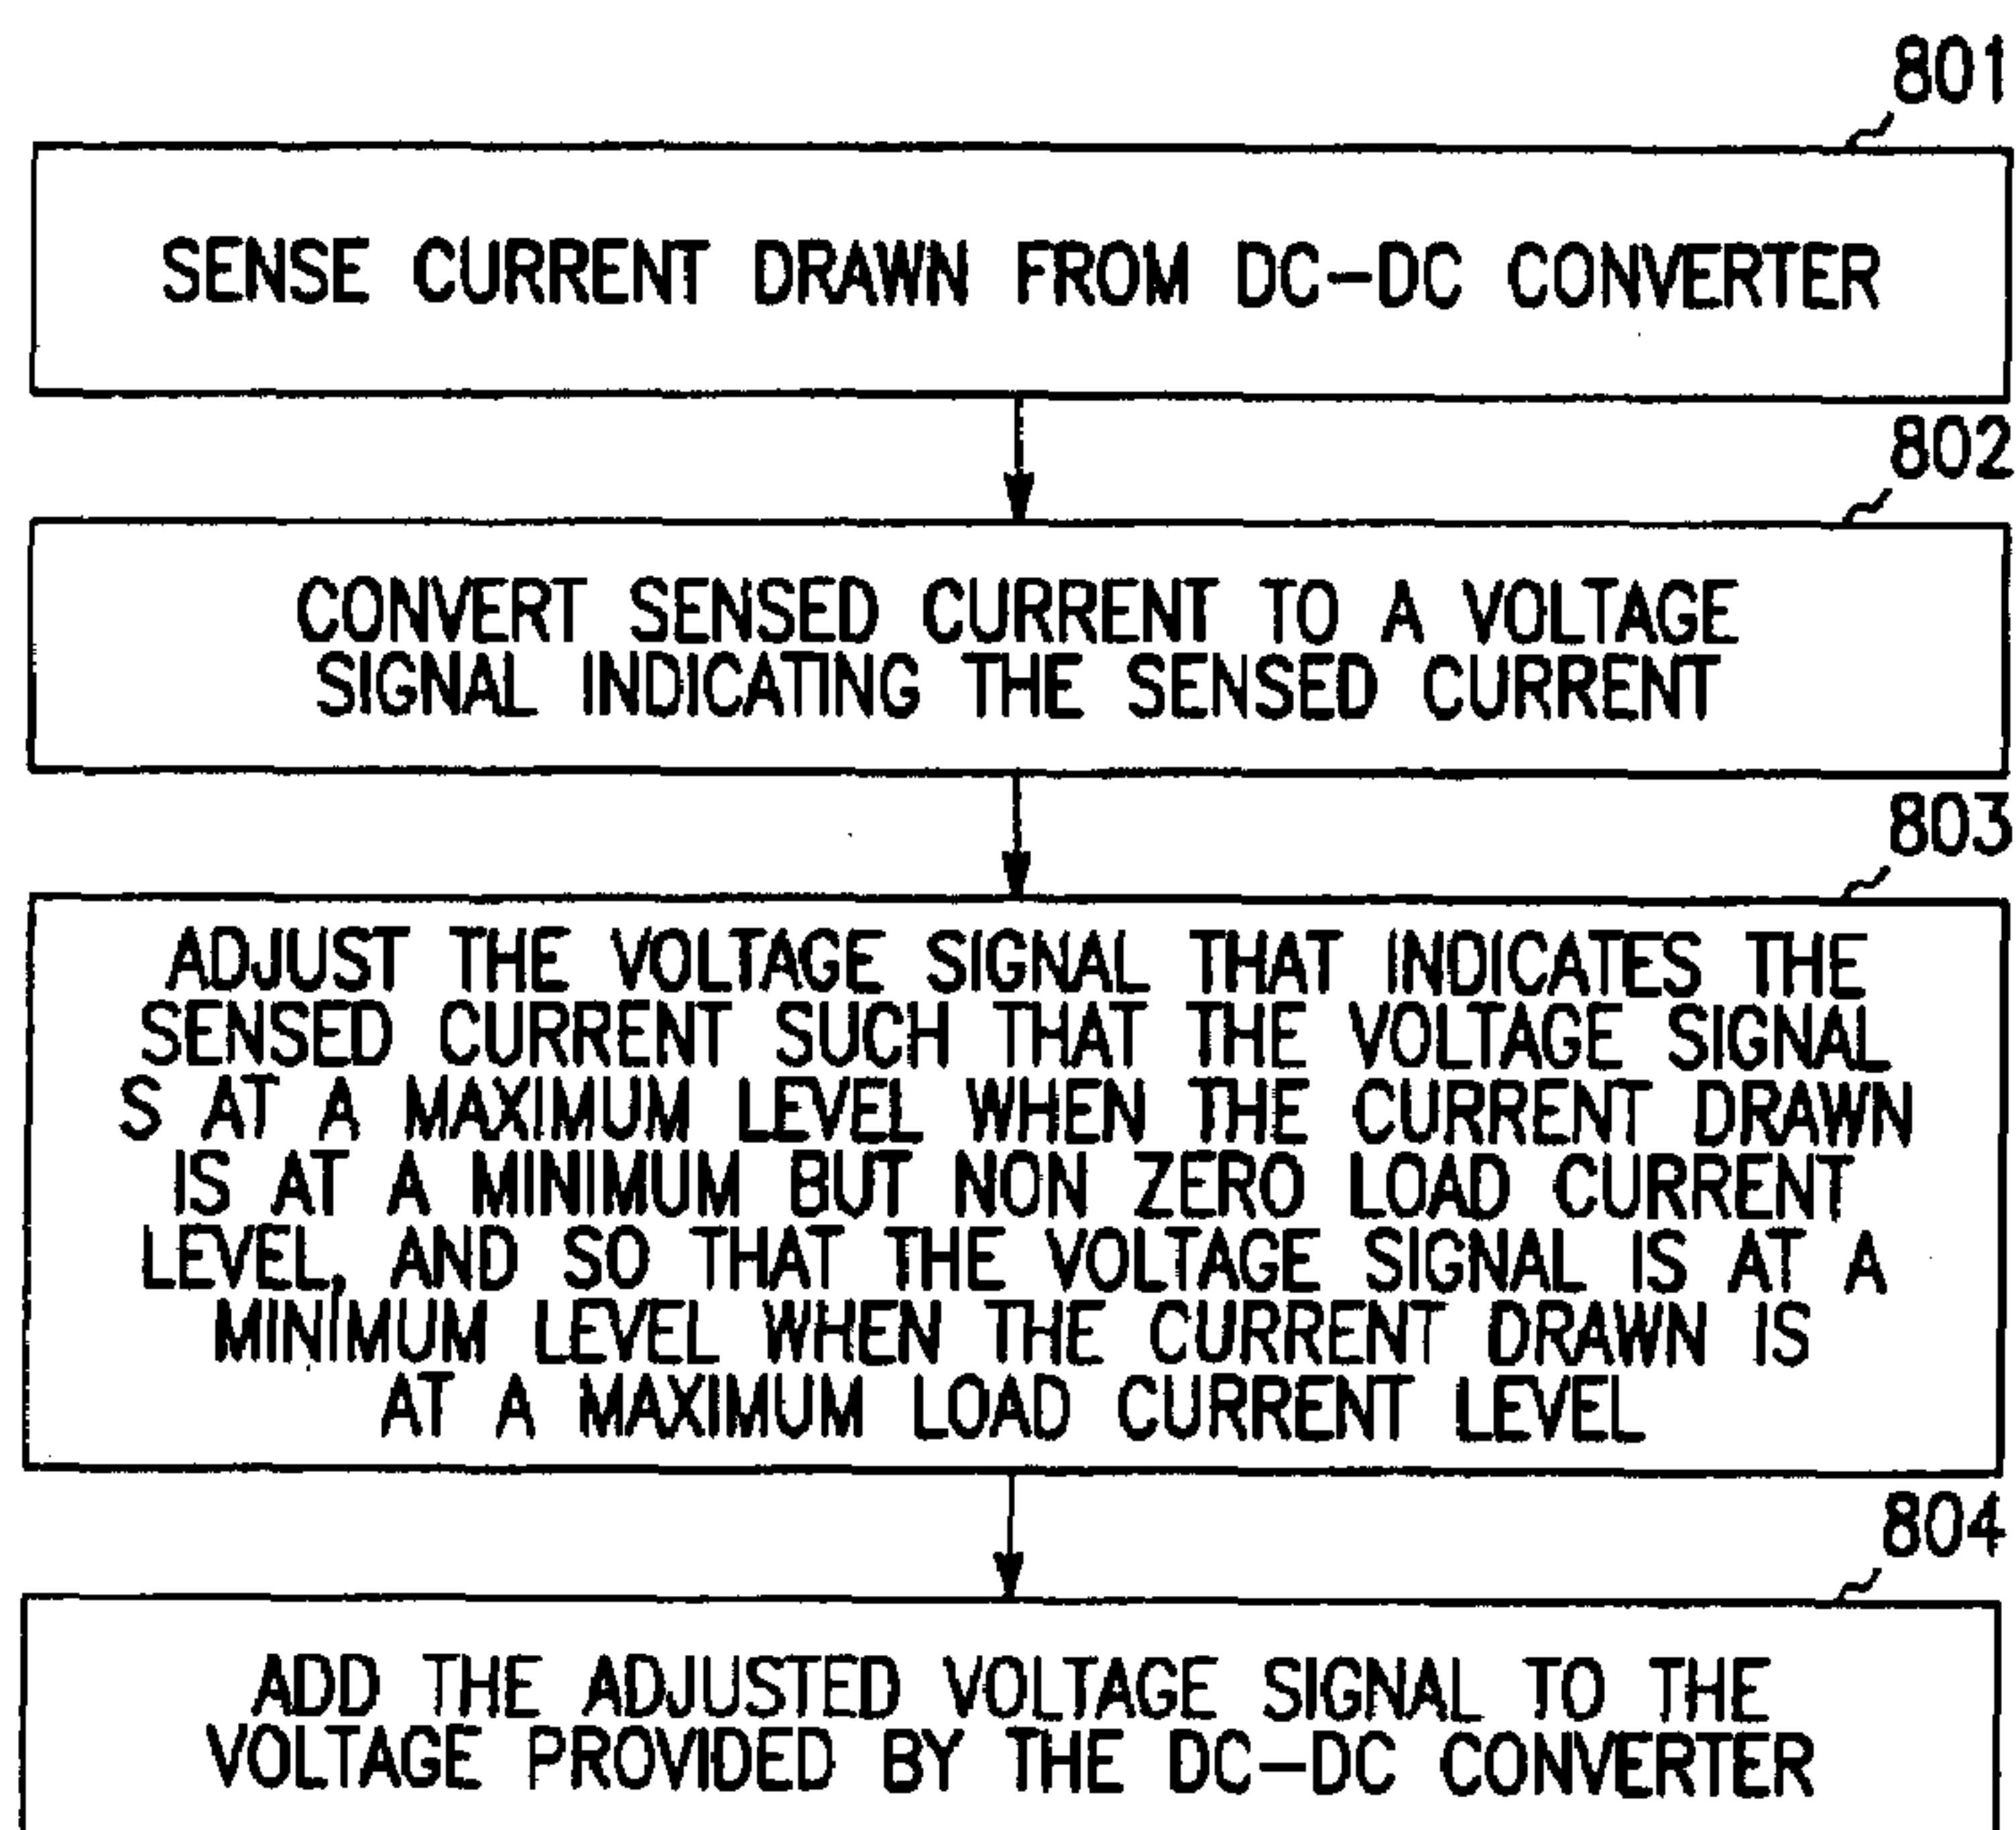 801
SENSE CURRENT DRAWN FROM DC-DC CONVERTER
802
CONVERT SENSED CURRENT TO A VOLTAGE
SIGNAL INDICATING THE SENSED CURRENT
803
ADJUST THE VOLTAGE SIGNAL THAT INDICATES THE
SENSED CURRENT SUCH THAT THE VOLTAGE SIGNAL
S AT A MAXIMUM LEVEL WHEN THE CURRENT DRAWN
IS AT A MINIMUM BUT NON ZERO LOAD CURRENT
LEVEL, AND SO THAT THE VOLTAGE SIGNAL IS AT A
MINIMUM LEVEL WHEN THE CURRENT DRAWN IS
AT A MAXIMUM LOAD CURRENT LEVEL
804
ADD THE ADJUSTED VOLTAGE SIGNAL TO THE
VOLTAGE PROVIDED BY THE DC-DC CONVERTER